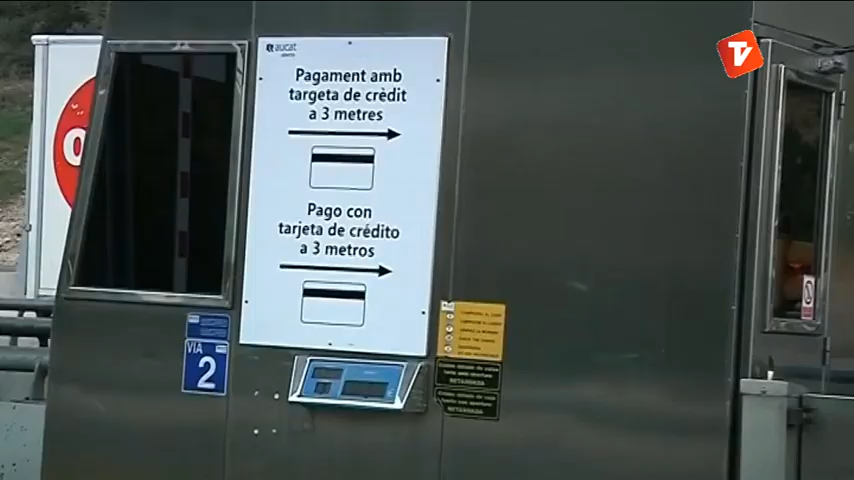 TV
aucat
Pagament amb
targeta de crèdit
a 3 metres
Pago con
tarjeta de crédito
a 3 metros
VIA
2
RETARDADA
RETARDADA